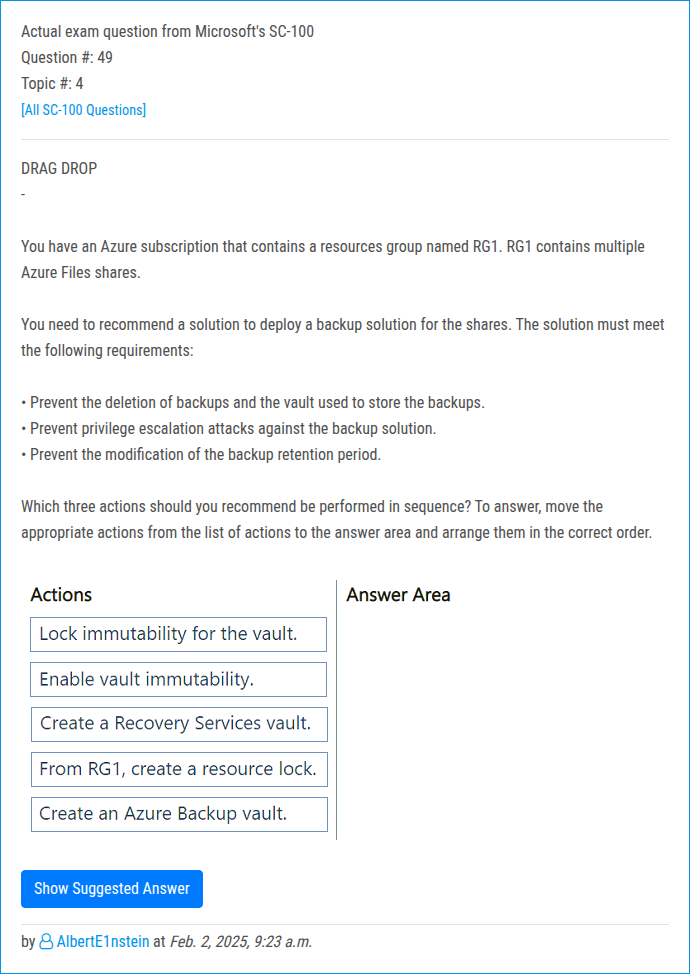 Actual exam question from Microsoft's SC-100
Question #: 49
Topic #: 4
[All SC-100 Questions]
DRAG DROP
-
You have an Azure subscription that contains a resources group named RG1. RG1 contains multiple
Azure Files shares.
You need to recommend a solution to deploy a backup solution for the shares. The solution must meet
the following requirements:
• Prevent the deletion of backups and the vault used to store the backups.
• Prevent privilege escalation attacks against the backup solution.
• Prevent the modification of the backup retention period.
Which three actions should you recommend be performed in sequence? To answer, move the
appropriate actions from the list of actions to the answer area and arrange them in the correct order.
Actions
Lock immutability for the vault.
Enable vault immutability.
Create a Recovery Services vault.
From RG1, create a resource lock.
Create an Azure Backup vault.
Answer Area
Show Suggested Answer
by AlbertE1nstein at Feb. 2, 2025, 9:23 a.m.